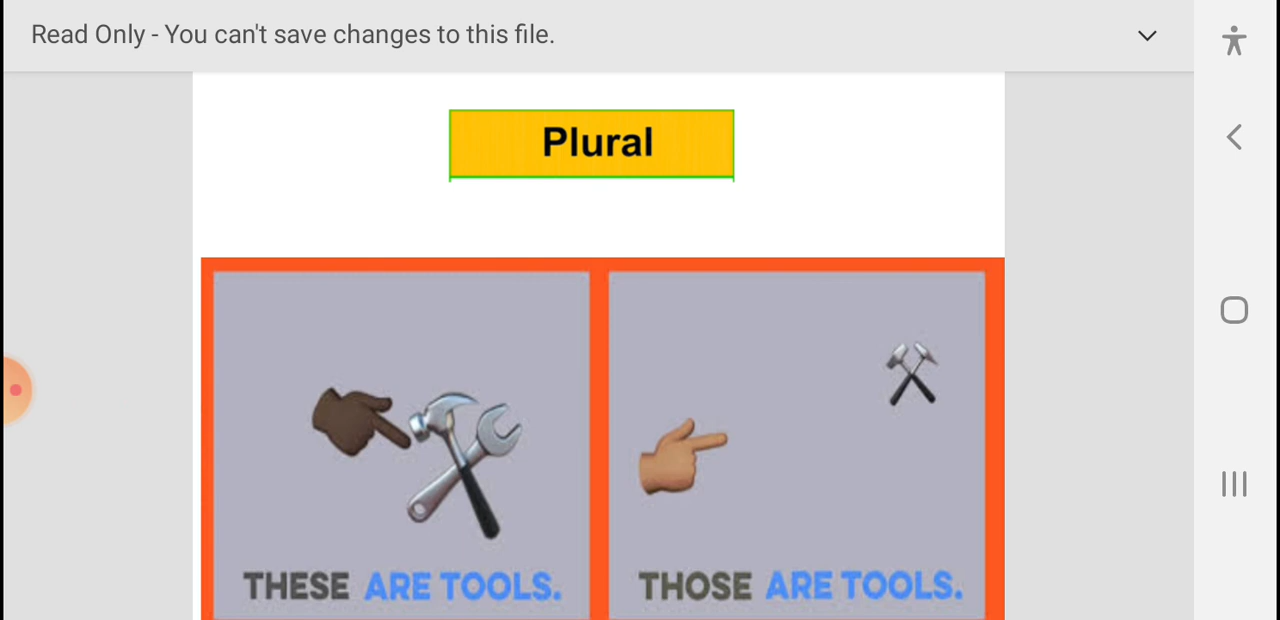 Read Only - You can't save changes to this file.
Plural
THESE ARE TOOLS.
THOSE ARE TOOLS.